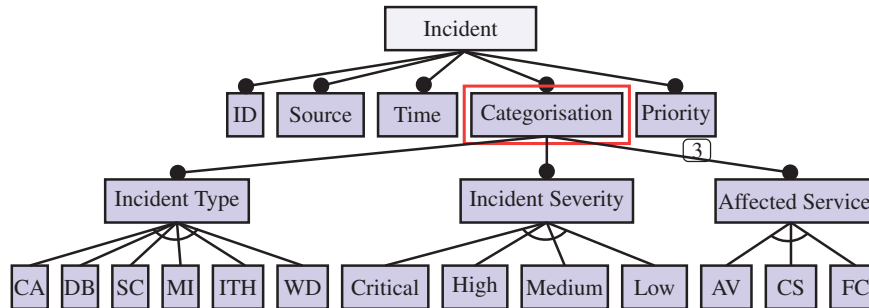 Incident
ID Source Time Categorisation Priority
3
Incident Type Incident Severity Affected Service
CA DB SC MI ITH WD Critical High Medium Low AV CS FC